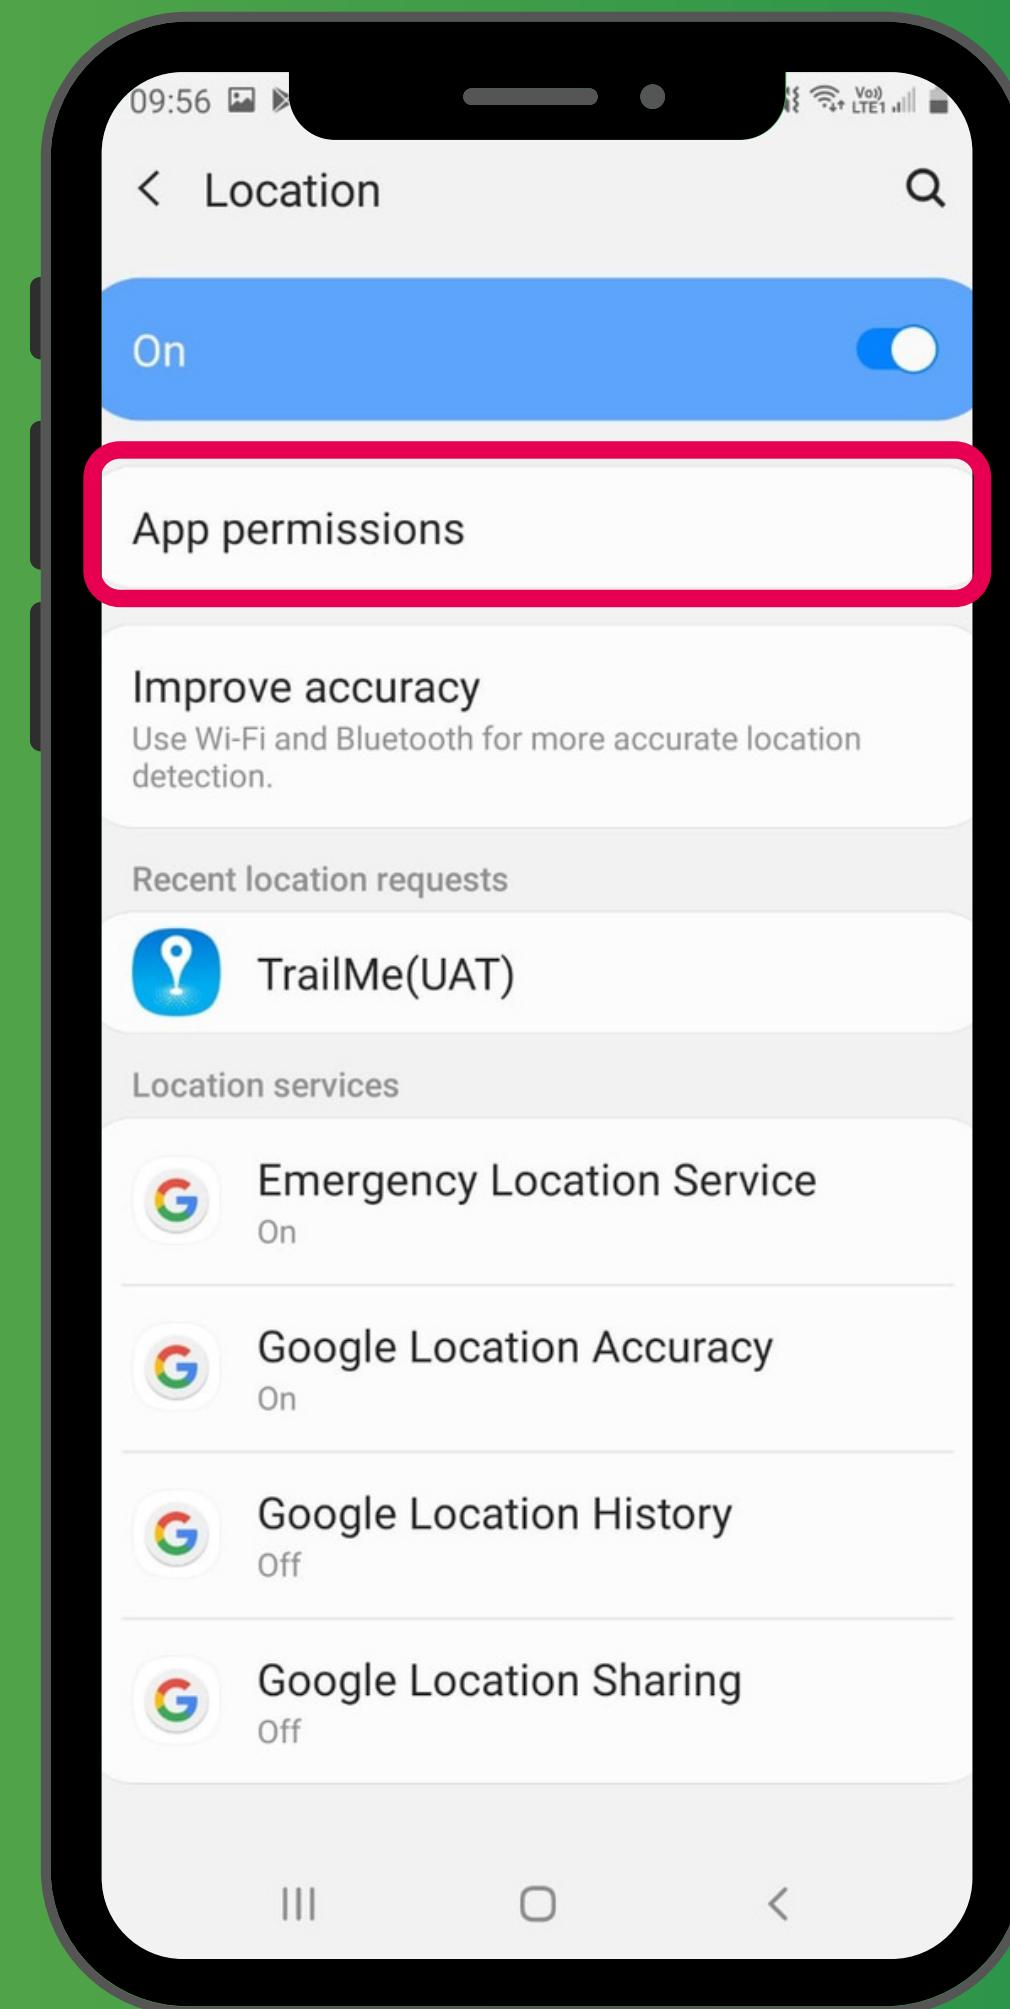 09:56
Vo))
LTE1
Location
On
App permissions
Improve accuracy
Use Wi-Fi and Bluetooth for more accurate location
detection.
Recent location requests
TrailMe(UAT)
Location services
Emergency Location Service
On
Google Location Accuracy
On
Google Location History
Off
Google Location Sharing
Off